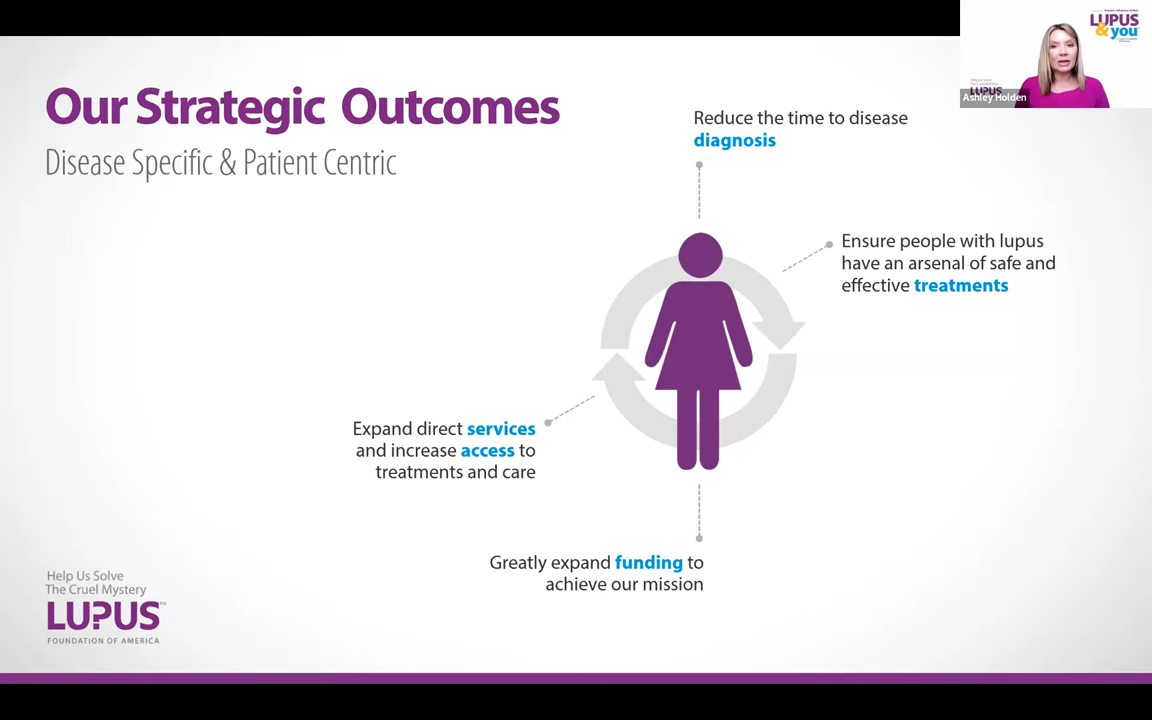 Our Strategic Outcomes
Disease Specific & Patient Centric
Reduce the time to disease
diagnosis
Ensure people with lupus
have an arsenal of safe and
effective treatments
Expand direct services
and increase access to
treatments and care
Greatly expand funding to
achieve our mission
Help Us Solve
The Cruel Mystery
LUPUS™
FOUNDATION OF AMERICA
LUPUS
&you
LUPUS
Ashley Holden